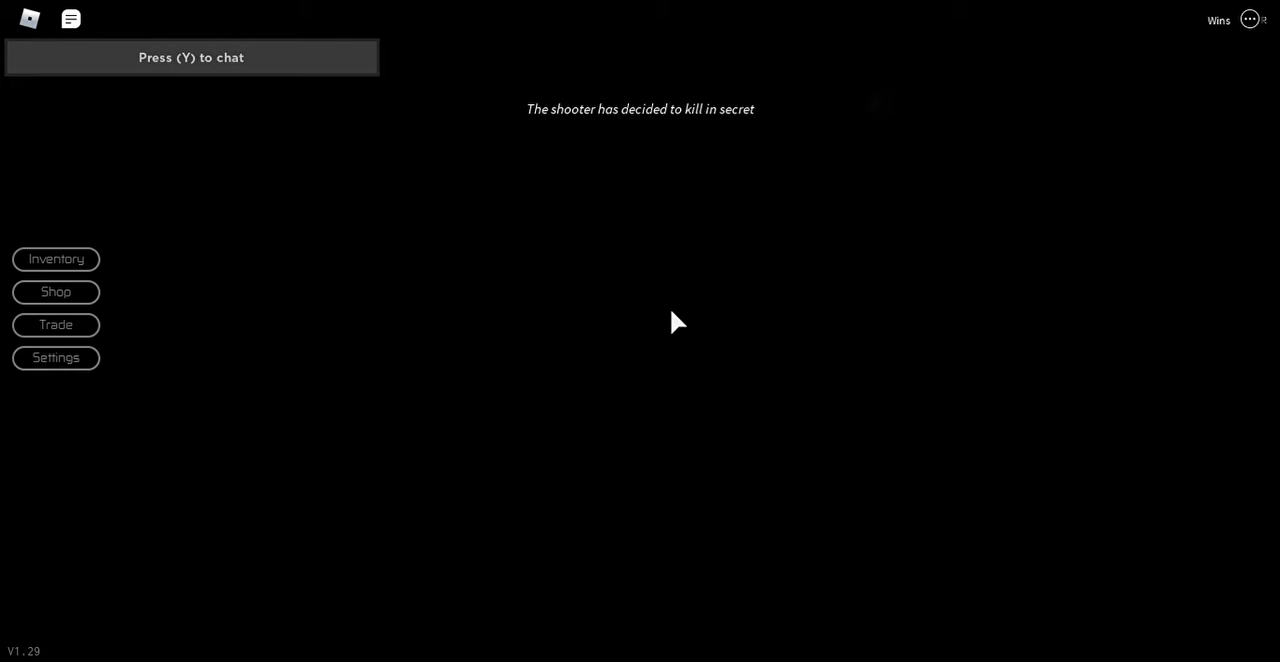 Wins
R
Press (Y) to chat
The shooter has decided to kill in secret
Inventory
Shop
Trade
Settings
V1.29